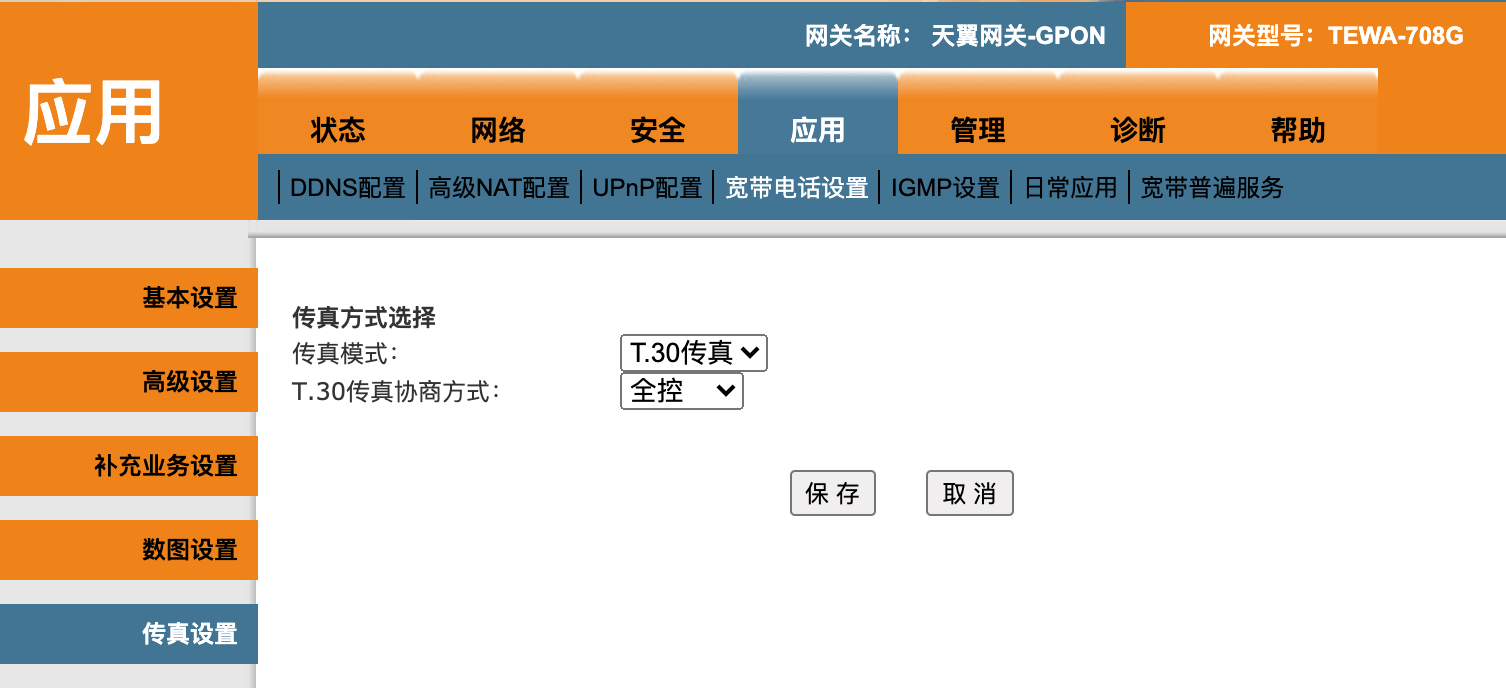 网关名称： 天翼网关-GPON
网关型号：TEWA-708G
应用
状态 网络 安全 应用 管理 诊断 帮助
DDNS配置 高级NAT配置 UPnP配置 宽带电话设置 IGMP设置 日常应用 宽带普遍服务
基本设置
高级设置
补充业务设置
数图设置
传真设置
传真方式选择
传真模式： T.30传真
T.30传真协商方式： 全控
保 存 取 消